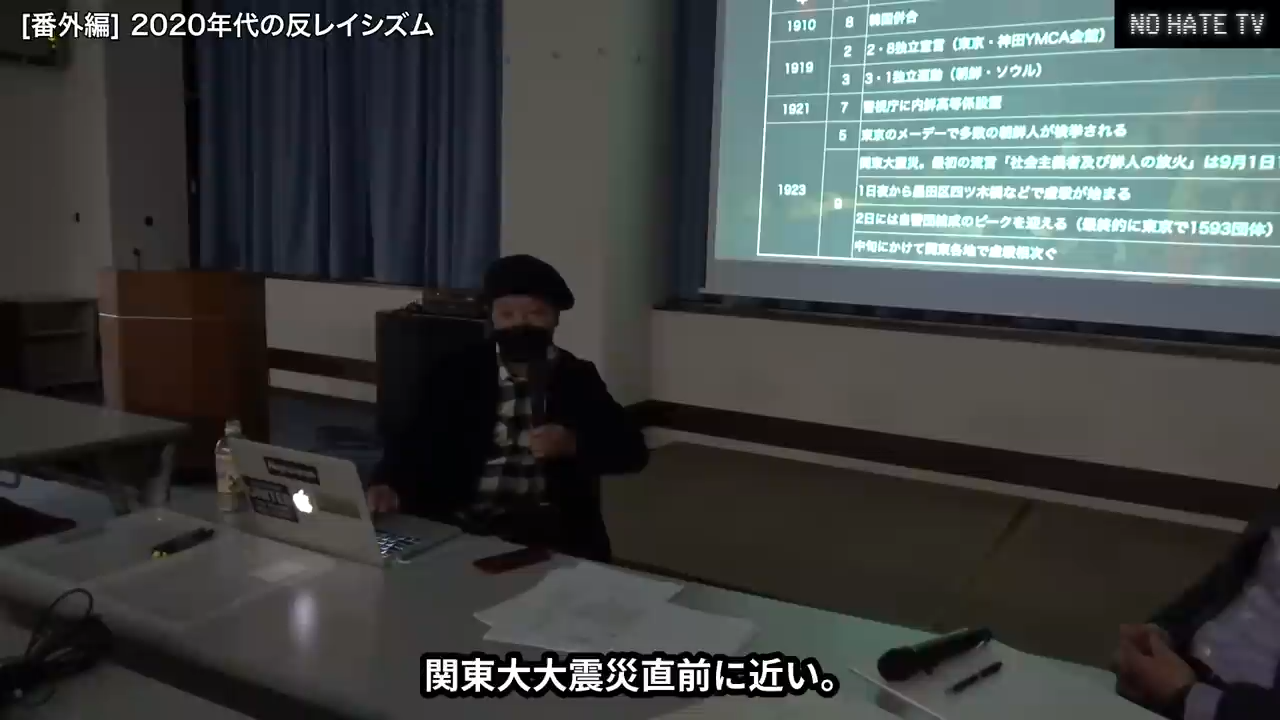 [番外編] 2020年代の反レイシズム
NO HATE TV
1910 8 韓国併合
1919 2 2・8独立宣言（東京・神田YMCA会館）
3 3・1独立運動（朝鮮・ソウル）
1921 7 警視庁に内鮮高等係設置
1923 5 東京のメーデーで多数の朝鮮人が検挙される
9 関東大震災。最初の流言「社会主義者及び鮮人の放火」は9月1日1
1日夜から墨田区四ツ木橋などで虐殺が始まる
2日には自警団結成のピークを迎える（最終的に東京で1593団体）
中旬にかけて関東各地で虐殺相次ぐ
関東大大震災直前に近い。